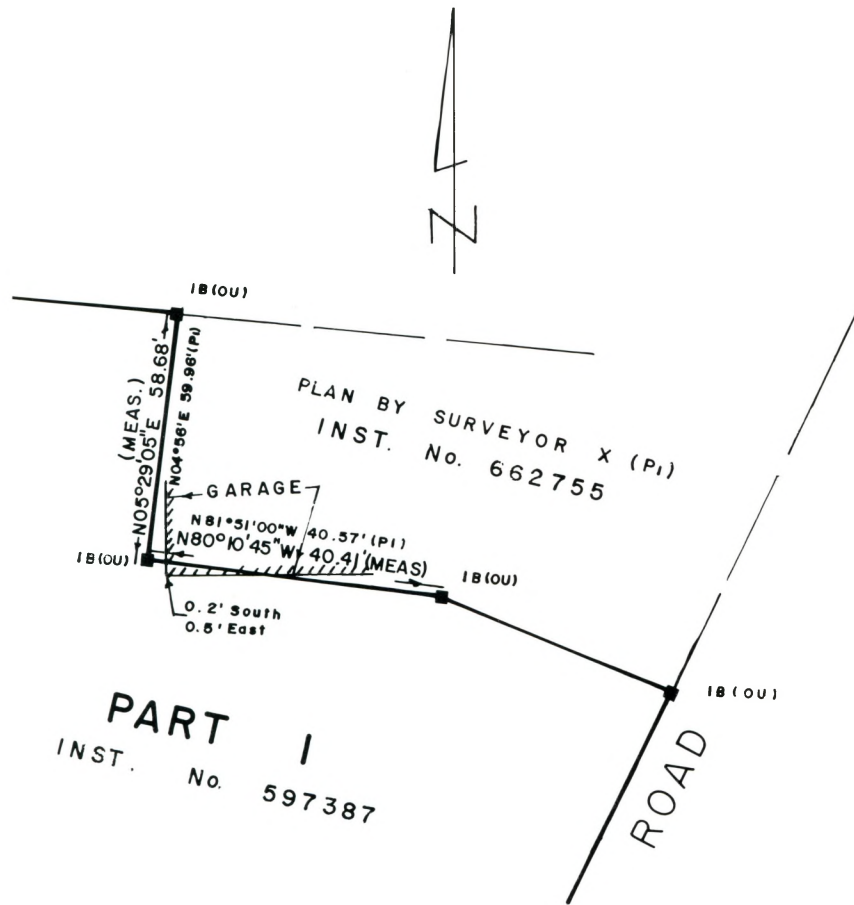 N
IB(OU)
(MEAS.)
N05°29'05"E 58.68'
N04°56'E 59.96'(P1)
PLAN BY SURVEYOR X (P1)
INST. No. 662755
GARAGE
N81°51'00"W 40.57' (P1)
N80°10'45"W 40.41'(MEAS)
IB(OU)
IB(OU)
0.2' South
0.5' East
IB(OU)
PART 1
INST. No. 597387
ROAD